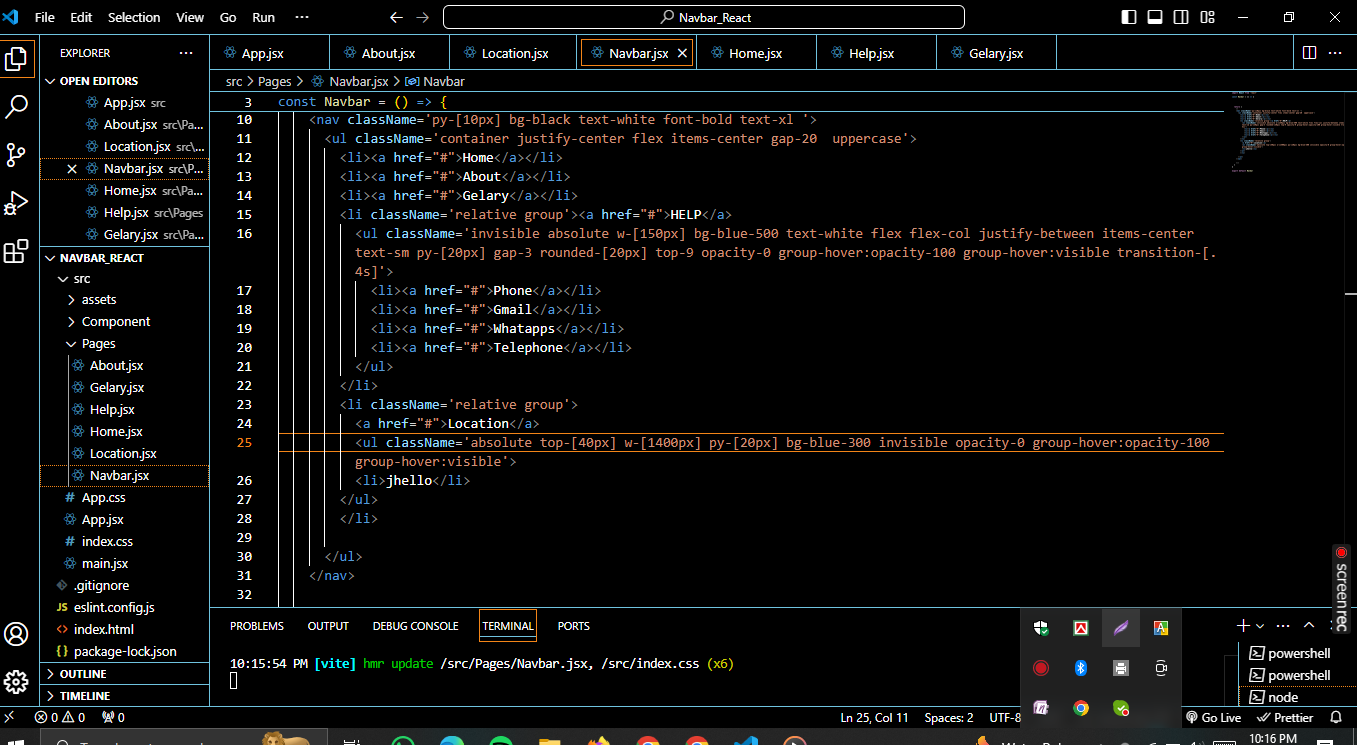 File Edit Selection View Go Run ··· Navbar_React
EXPLORER ···
App.jsx About.jsx Location.jsx Navbar.jsx Home.jsx Help.jsx Gelary.jsx
src > Pages > Navbar.jsx > Navbar
OPEN EDITORS
App.jsx src
About.jsx src\Pa...
Location.jsx src\...
Navbar.jsx src\P...
Home.jsx src\Pa...
Help.jsx src\Pages
Gelary.jsx src\Pa...
NAVBAR_REACT
src
assets
Component
Pages
About.jsx
Gelary.jsx
Help.jsx
Home.jsx
Location.jsx
Navbar.jsx
App.css
App.jsx
index.css
main.jsx
.gitignore
eslint.config.js
index.html
package-lock.json
OUTLINE
TIMELINE
3 const Navbar = () => {
10 <nav className='py-[10px] bg-black text-white font-bold text-xl '>
11 <ul className='container justify-center flex items-center gap-20  uppercase'>
12 <li><a href="#">Home</a></li>
13 <li><a href="#">About</a></li>
14 <li><a href="#">Gelary</a></li>
15 <li className='relative group'><a href="#">HELP</a>
16 <ul className='invisible absolute w-[150px] bg-blue-500 text-white flex flex-col justify-between items-center
text-sm py-[20px] gap-3 rounded-[20px] top-9 opacity-0 group-hover:opacity-100 group-hover:visible transition-[.
4s]'>
17 <li><a href="#">Phone</a></li>
18 <li><a href="#">Gmail</a></li>
19 <li><a href="#">Whatapps</a></li>
20 <li><a href="#">Telephone</a></li>
21 </ul>
22 </li>
23 <li className='relative group'>
24 <a href="#">Location</a>
25 <ul className='absolute top-[40px] w-[1400px] py-[20px] bg-blue-300 invisible opacity-0 group-hover:opacity-100
group-hover:visible'>
26 <li>jhello</li>
27 </ul>
28 </li>
29
30 </ul>
31 </nav>
32
screenrec
PROBLEMS OUTPUT DEBUG CONSOLE TERMINAL PORTS
10:15:54 PM [vite] hmr update /src/Pages/Navbar.jsx, /src/index.css (x6)
powershell
powershell
node
0 0 0 Ln 25, Col 11 Spaces: 2 UTF-8 Go Live Prettier
10:16 PM